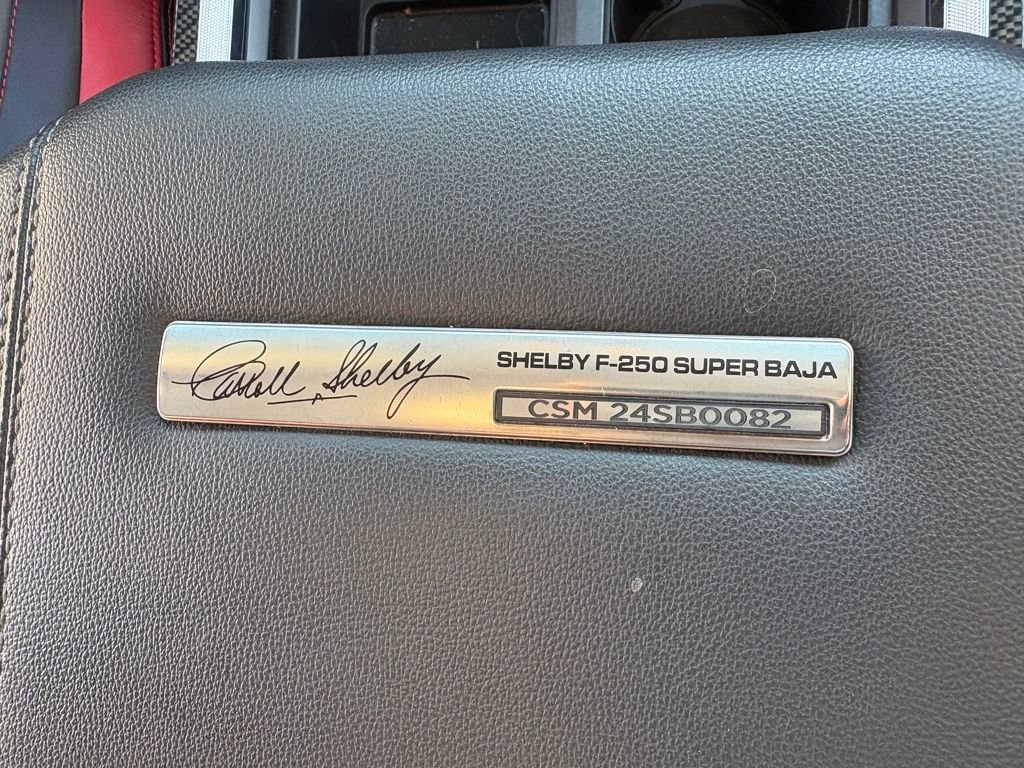 Carroll Shelby
SHELBY F-250 SUPER BAJA
CSM 24SB0082